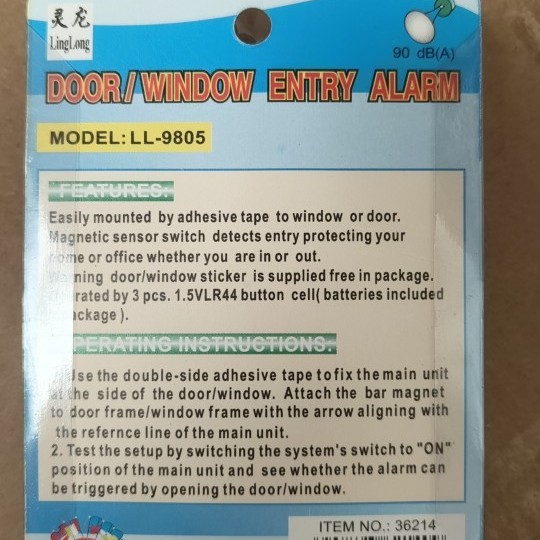 灵龙
LingLong
90 dB(A)
DOOR/WINDOW ENTRY ALARM
MODEL: LL-9805
FEATURES:
Easily mounted by adhesive tape to window or door.
Magnetic sensor switch detects entry protecting your
home or office whether you are in or out.
Warning door/window sticker is supplied free in package.
Operated by 3 pcs. 1.5VLR44 button cell( batteries included
package ).
OPERATING INSTRUCTIONS:
1. Use the double-side adhesive tape to fix the main unit
at the side of the door/window. Attach the bar magnet
to door frame/window frame with the arrow aligning with
the refernce line of the main unit.
2. Test the setup by switching the system's switch to "ON"
position of the main unit and see whether the alarm can
be triggered by opening the door/window.
ITEM NO.: 36214